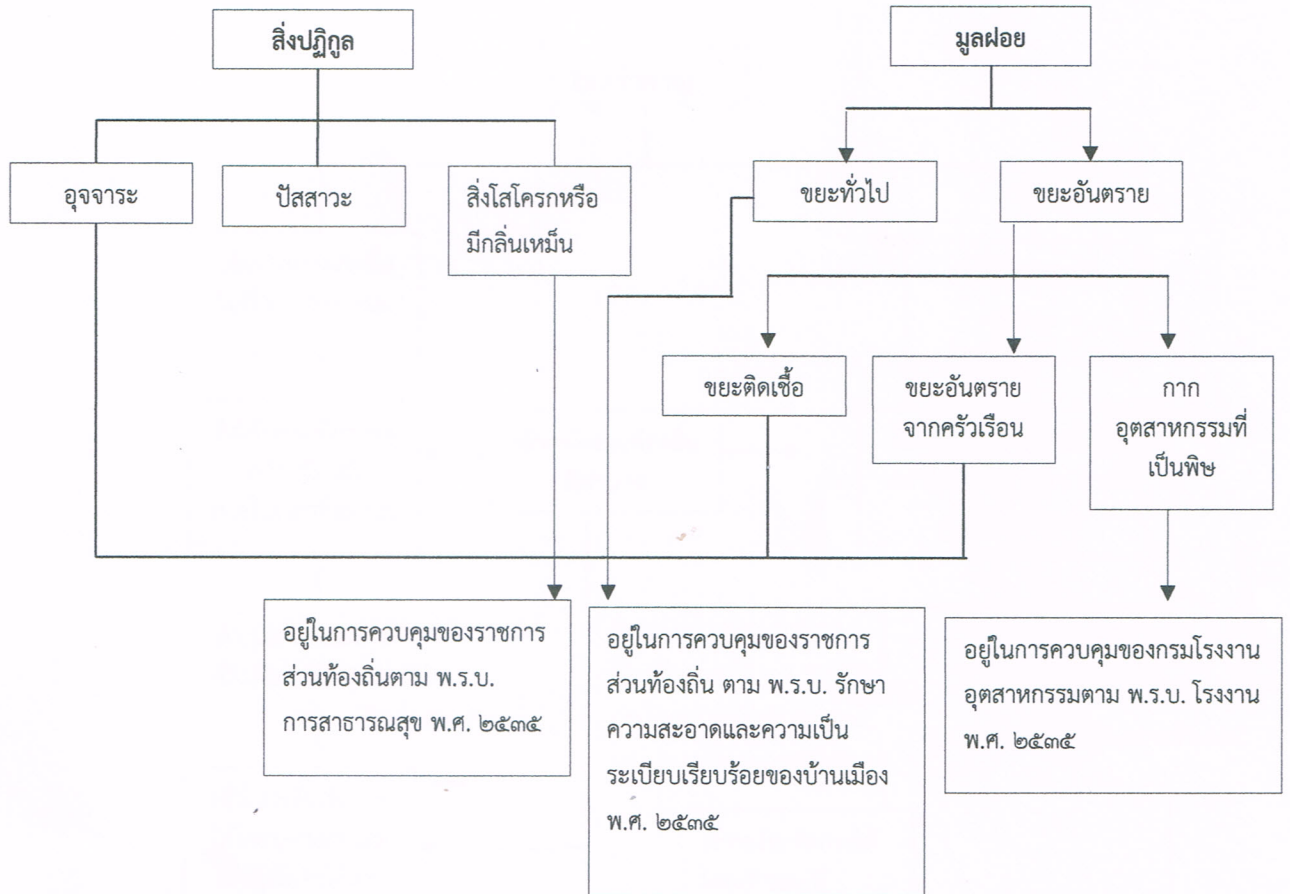 สิ่งปฏิกูล
มูลฝอย
อุจจาระ
ปัสสาวะ
สิ่งโสโครกหรือ
มีกลิ่นเหม็น
ขยะทั่วไป
ขยะอันตราย
ขยะติดเชื้อ
ขยะอันตราย
จากครัวเรือน
กาก
อุตสาหกรรมที่
เป็นพิษ
อยู่ในการควบคุมของราชการ
ส่วนท้องถิ่นตาม พ.ร.บ.
การสาธารณสุข พ.ศ. ๒๕๓๕
อยู่ในการควบคุมของราชการ
ส่วนท้องถิ่น ตาม พ.ร.บ. รักษา
ความสะอาดและความเป็น
ระเบียบเรียบร้อยของบ้านเมือง
พ.ศ. ๒๕๓๕
อยู่ในการควบคุมของกรมโรงงาน
อุตสาหกรรมตาม พ.ร.บ. โรงงาน
พ.ศ. ๒๕๓๕